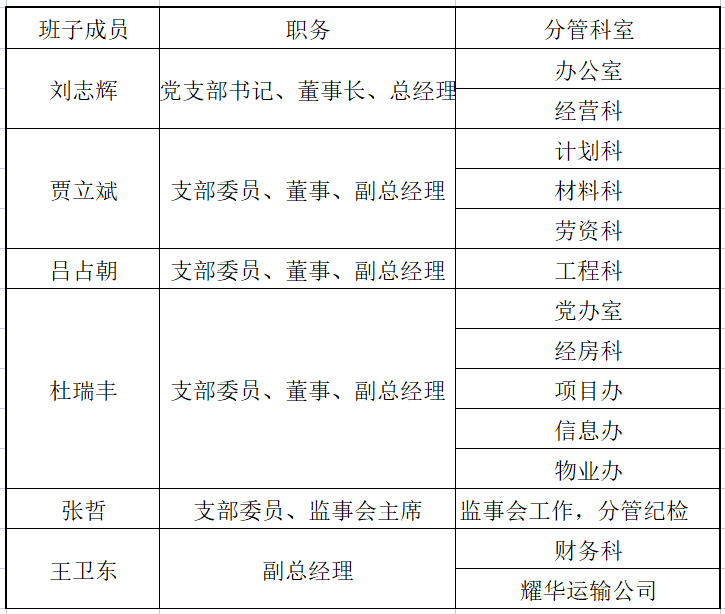 班子成员 职务 分管科室
刘志辉 党支部书记、董事长、总经理 办公室
经营科
贾立斌 支部委员、董事、副总经理 计划科
材料科
劳资科
吕占朝 支部委员、董事、副总经理 工程科
杜瑞丰 支部委员、董事、副总经理 党办室
经房科
项目办
信息办
物业办
张哲 支部委员、监事会主席 监事会工作，分管纪检
王卫东 副总经理 财务科
耀华运输公司